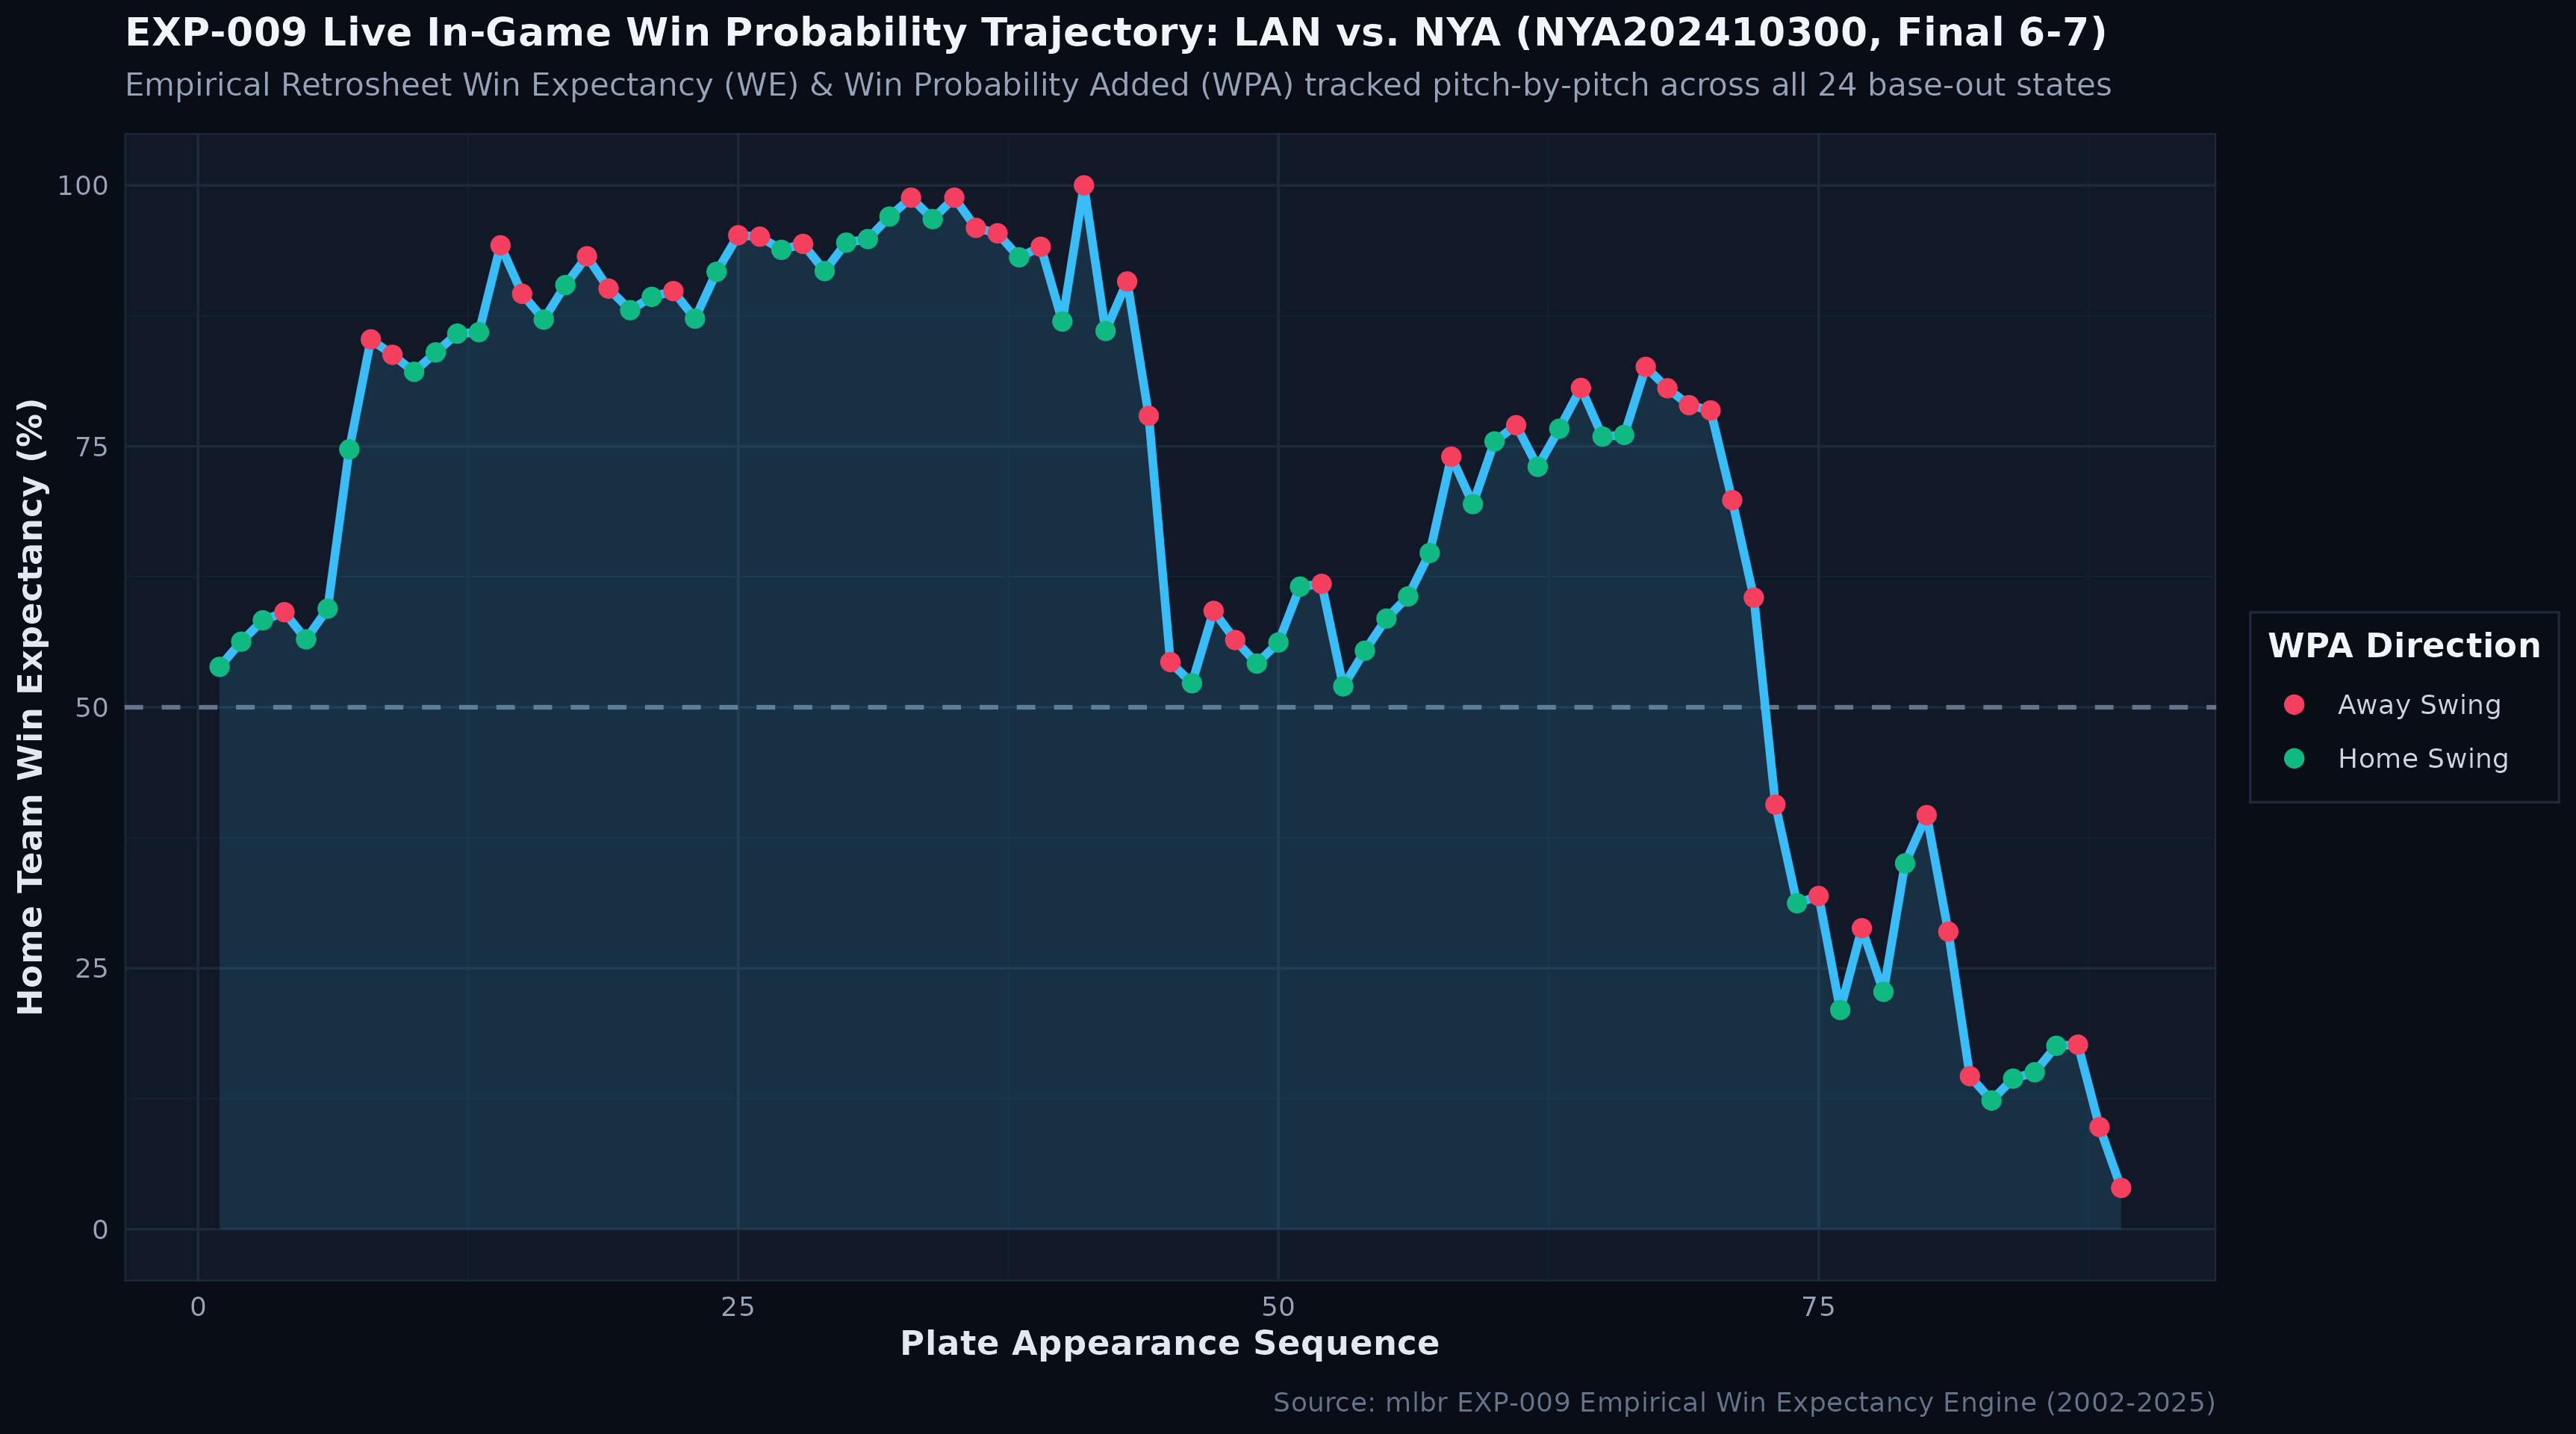 EXP-009 Live In-Game Win Probability Trajectory: LAN vs. NYA (NYA202410300, Final 6-7)
Empirical Retrosheet Win Expectancy (WE) & Win Probability Added (WPA) tracked pitch-by-pitch across all 24 base-out states
Home Team Win Expectancy (%)
100
75
50
25
0
0
25
50
75
Plate Appearance Sequence
WPA Direction
Away Swing
Home Swing
Source: mlbr EXP-009 Empirical Win Expectancy Engine (2002-2025)